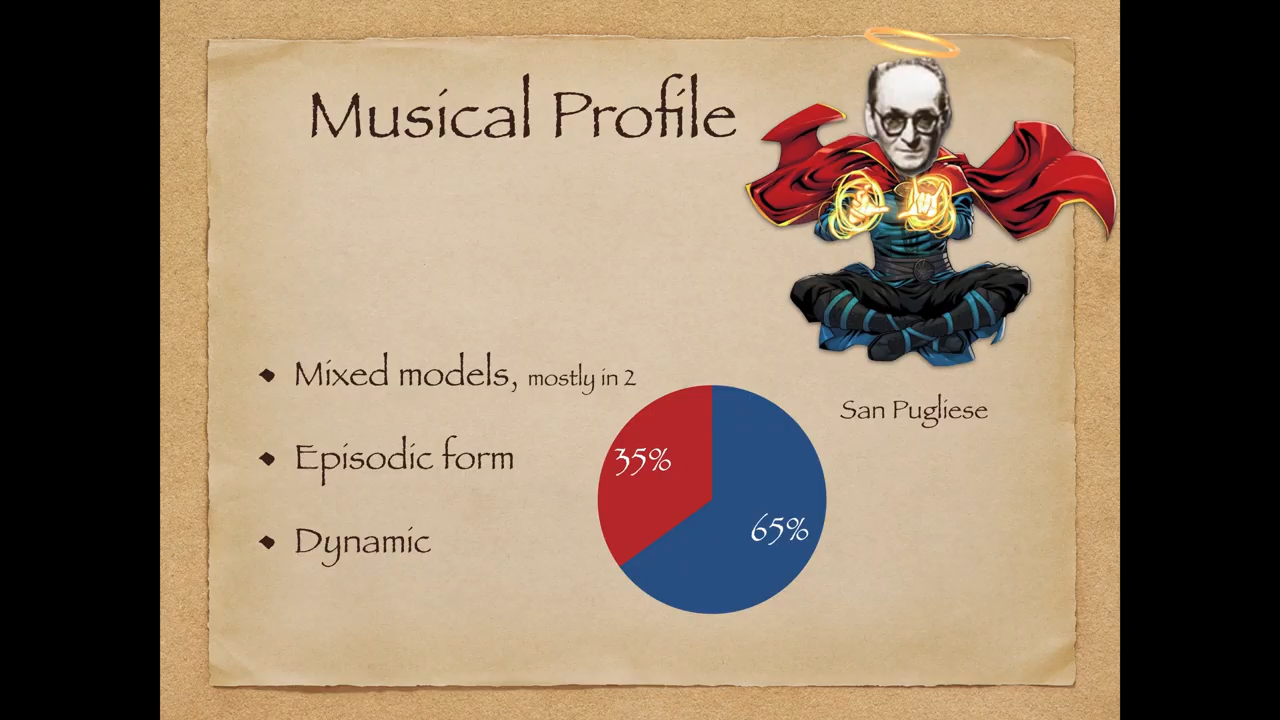 Musical Profile
• Mixed models, mostly in 2
• Episodic form
• Dynamic
35%
65%
San Pugliese